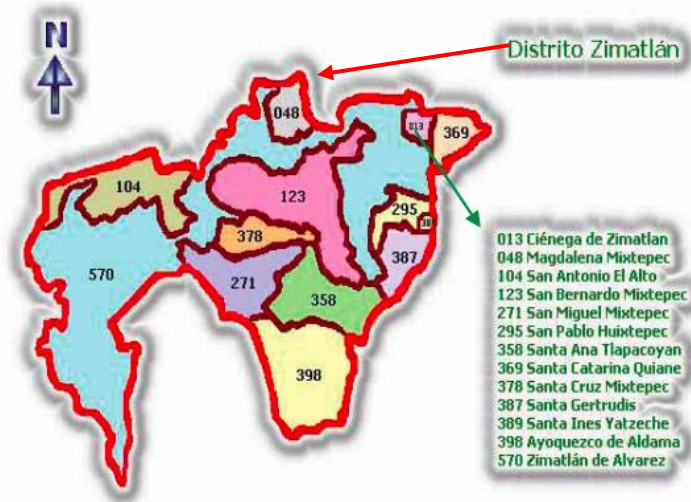 N
Distrito Zimatlán
048
013
369
104
123
295
378
387
570
271
358
398
013 Ciénega de Zimatlan
048 Magdalena Mixtepec
104 San Antonio El Alto
123 San Bernardo Mixtepec
271 San Miguel Mixtepec
295 San Pablo Huixtepec
358 Santa Ana Tlapacoyan
369 Santa Catarina Quiane
378 Santa Cruz Mixtepec
387 Santa Gertrudis
389 Santa Ines Yatzeche
398 Ayoquezco de Aldama
570 Zimatlán de Alvarez